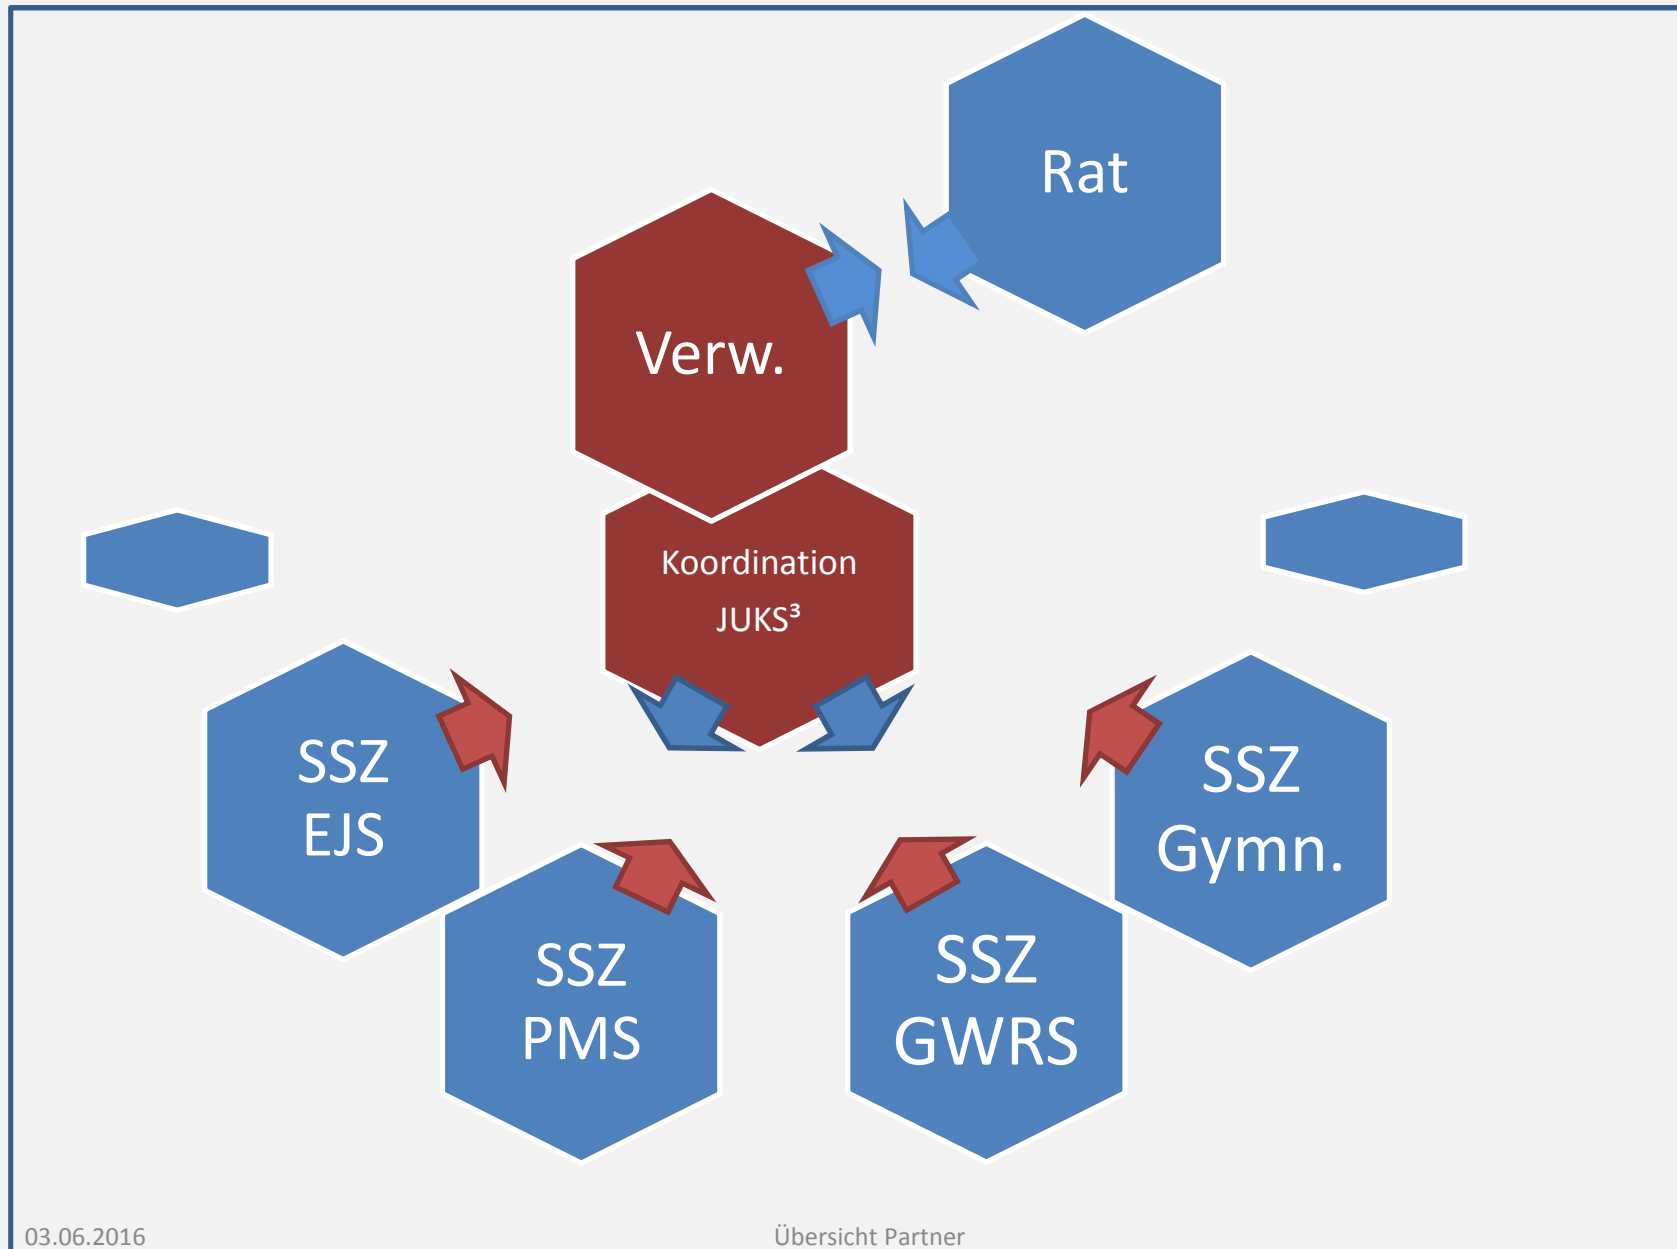 Rat
Verw.
Koordination
JUKS³
SSZ
EJS
SSZ
Gymn.
SSZ
PMS
SSZ
GWRS
03.06.2016
Übersicht Partner